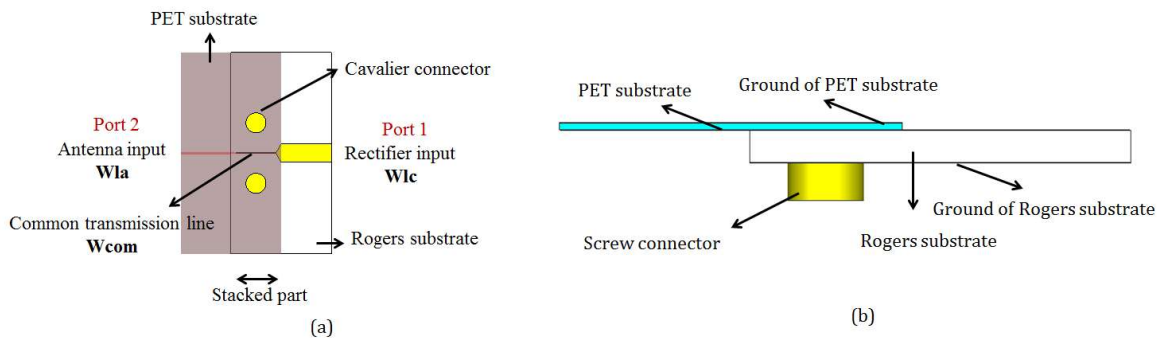 PET substrate
Cavalier connector
Port 2
Antenna input
Wla
Port 1
Rectifier input
Wlc
Common transmission line
Wcom
Rogers substrate
Stacked part
(a)
PET substrate
Ground of PET substrate
Screw connector
Rogers substrate
Ground of Rogers substrate
(b)